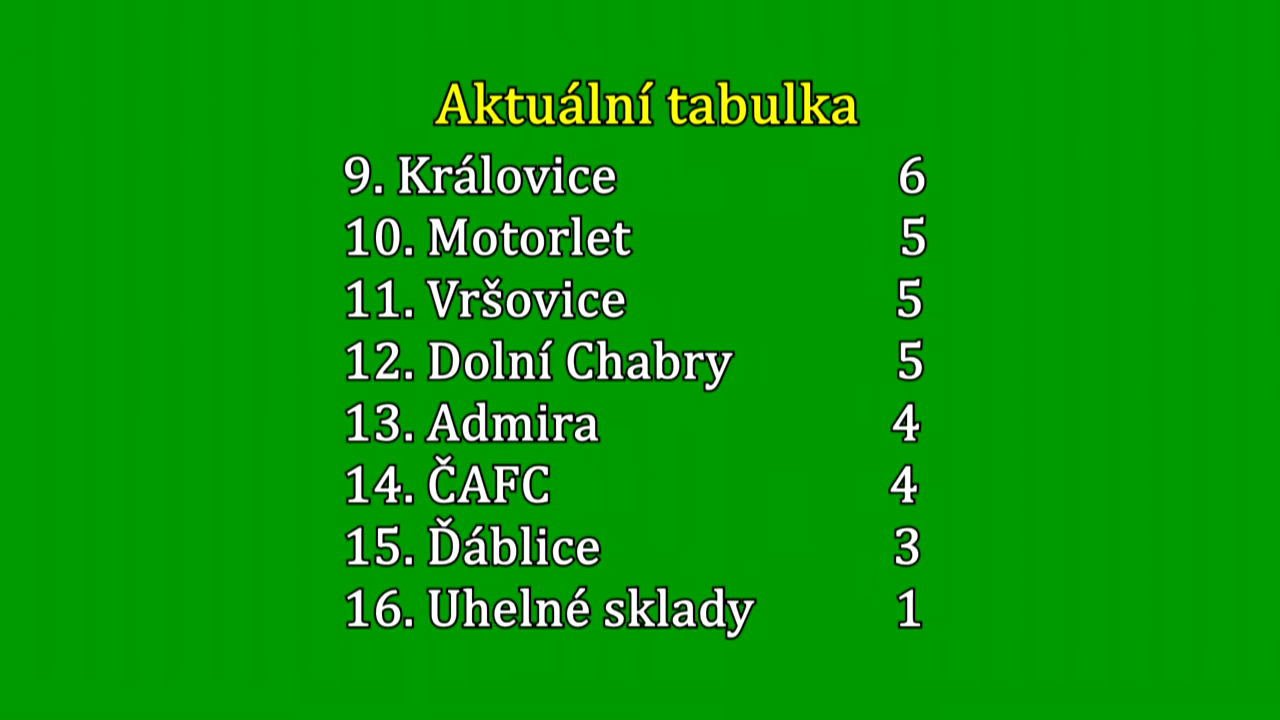 Aktuální tabulka
9. Královice 6
10. Motorlet 5
11. Vršovice 5
12. Dolní Chabry 5
13. Admira 4
14. ČAFC 4
15. Ďáblice 3
16. Uhelné sklady 1